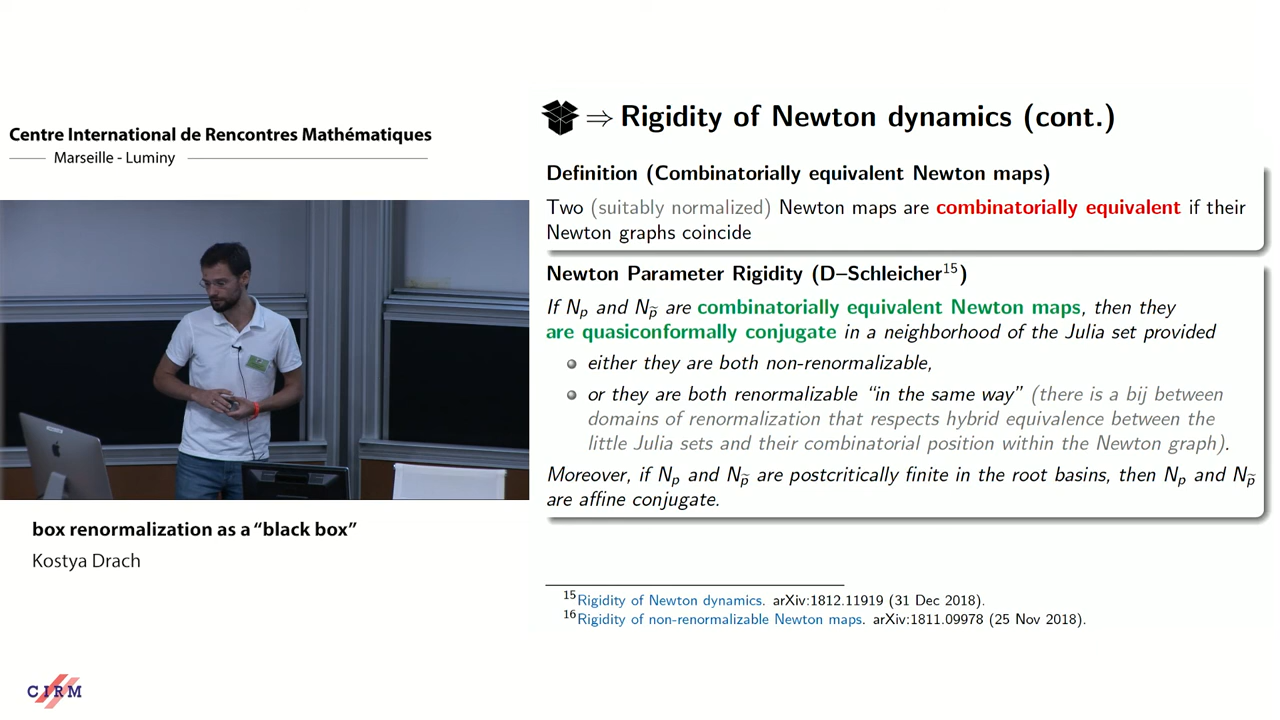 Centre International de Rencontres Mathématiques
Marseille - Luminy
box renormalization as a “black box”
Kostya Drach
CIRM
⇒ Rigidity of Newton dynamics (cont.)
Definition (Combinatorially equivalent Newton maps)
Two (suitably normalized) Newton maps are combinatorially equivalent if their
Newton graphs coincide
Newton Parameter Rigidity (D–Schleicher¹⁵)
If Nₚ and N_p̃ are combinatorially equivalent Newton maps, then they
are quasiconformally conjugate in a neighborhood of the Julia set provided
either they are both non-renormalizable,
or they are both renormalizable “in the same way” (there is a bij between
domains of renormalization that respects hybrid equivalence between the
little Julia sets and their combinatorial position within the Newton graph).
Moreover, if Nₚ and N_p̃ are postcritically finite in the root basins, then Nₚ and N_p̃
are affine conjugate.
¹⁵Rigidity of Newton dynamics. arXiv:1812.11919 (31 Dec 2018).
¹⁶Rigidity of non-renormalizable Newton maps. arXiv:1811.09978 (25 Nov 2018).